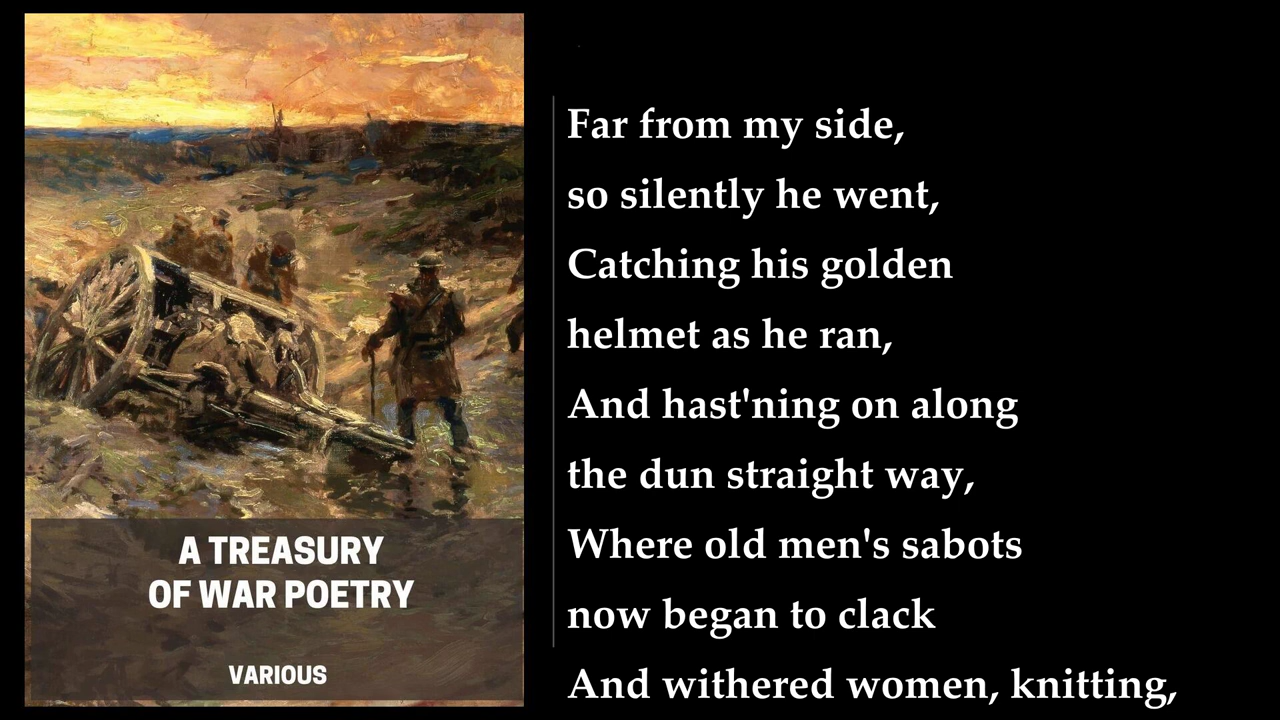 A TREASURY
OF WAR POETRY
VARIOUS
Far from my side,
so silently he went,
Catching his golden
helmet as he ran,
And hast'ning on along
the dun straight way,
Where old men's sabots
now began to clack
And withered women, knitting,